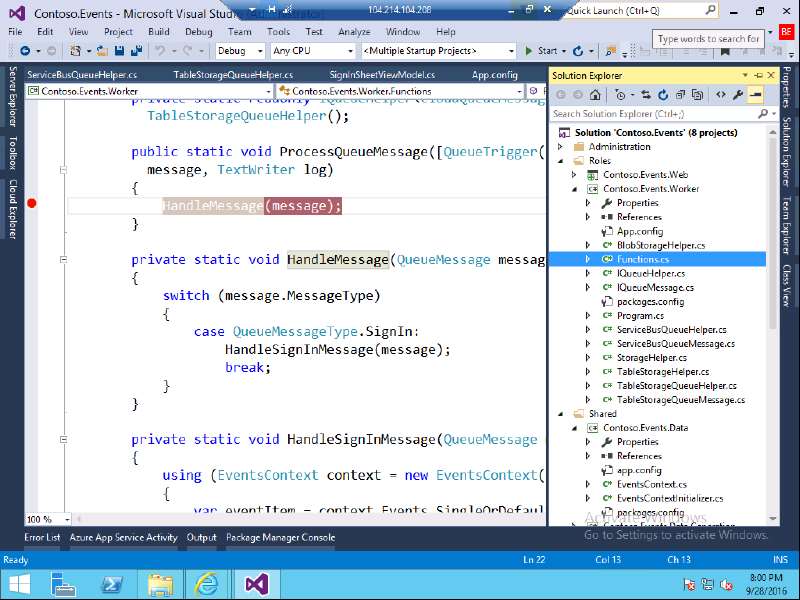 Contoso.Events - Microsoft Visual Studio
104.214.104.208
Quick Launch (Ctrl+Q)
File Edit View Project Build Debug Team Tools Test Analyze Window Help
BE
Type words to search for
Debug Any CPU <Multiple Startup Projects> Start
ServiceBusQueueHelper.cs TableStorageQueueHelper.cs SignInSheetViewModel.cs App.config
Contoso.Events.Worker Contoso.Events.Worker.Functions
Server Explorer
Toolbox
Cloud Explorer
TableStorageQueueHelper();
public static void ProcessQueueMessage([QueueTrigger(
message, TextWriter log)
{
HandleMessage(message);
}
private static void HandleMessage(QueueMessage messag
{
switch (message.MessageType)
{
case QueueMessageType.SignIn:
HandleSignInMessage(message);
break;
}
}
private static void HandleSignInMessage(QueueMessage
{
using (EventsContext context = new EventsContext(
{
var eventItem = context.Events.SingleOrDefaul
100 %
Solution Explorer
Search Solution Explorer (Ctrl+;)
Solution 'Contoso.Events' (8 projects)
Administration
Roles
Contoso.Events.Web
Contoso.Events.Worker
Properties
References
App.config
BlobStorageHelper.cs
Functions.cs
IQueueHelper.cs
IQueueMessage.cs
packages.config
Program.cs
ServiceBusQueueHelper.cs
ServiceBusQueueMessage.cs
StorageHelper.cs
TableStorageHelper.cs
TableStorageQueueHelper.cs
TableStorageQueueMessage.cs
Shared
Contoso.Events.Data
Properties
References
app.config
EventsContext.cs
EventsContextInitializer.cs
packages.config
Properties
Solution Explorer
Team Explorer
Class View
Activate Windows
Go to Settings to activate Windows.
Error List Azure App Service Activity Output Package Manager Console
Ready Ln 22 Col 13 Ch 13 INS
8:00 PM
9/28/2016